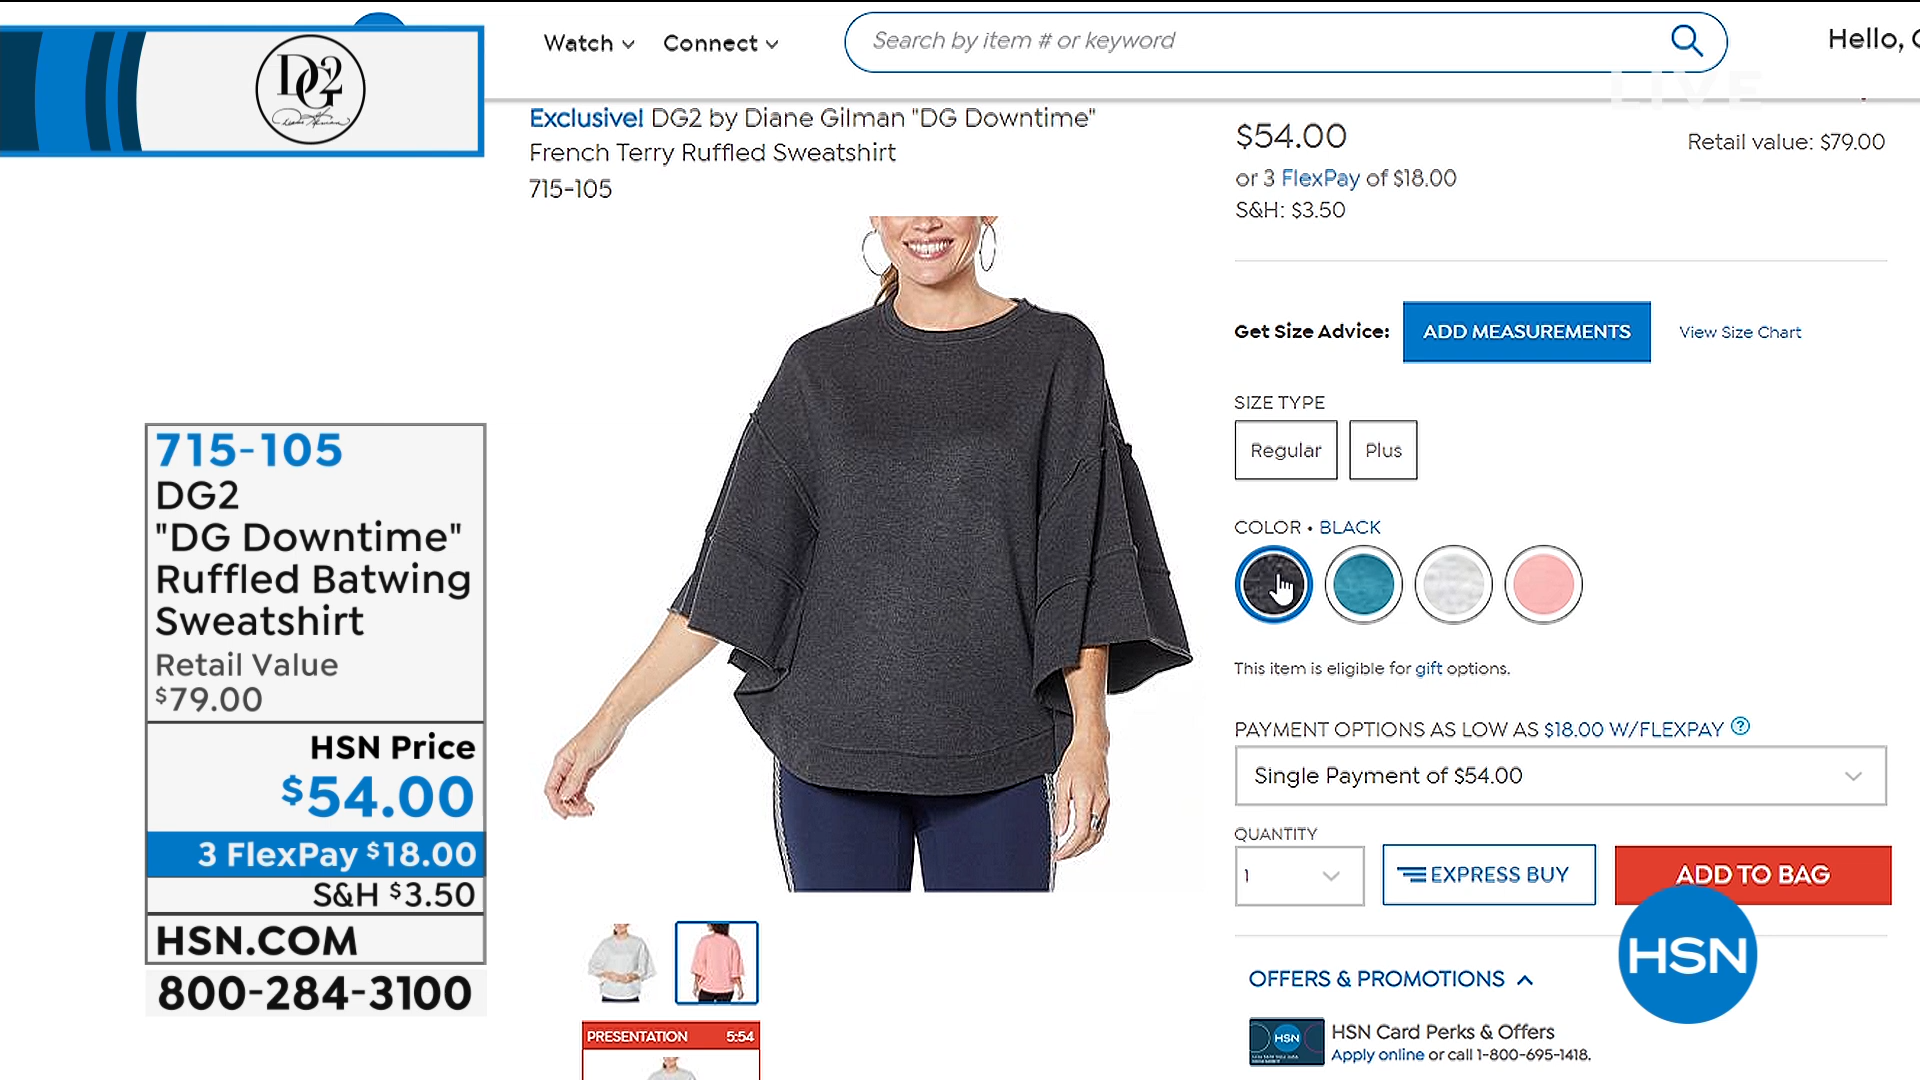 DG2
Watch
Connect
Search by item # or keyword
Hello,
LIVE
Exclusive! DG2 by Diane Gilman "DG Downtime"
French Terry Ruffled Sweatshirt
715-105
$54.00
Retail value: $79.00
or 3 FlexPay of $18.00
S&H: $3.50
Get Size Advice:
ADD MEASUREMENTS
View Size Chart
SIZE TYPE
Regular
Plus
COLOR • BLACK
This item is eligible for gift options.
PAYMENT OPTIONS AS LOW AS $18.00 W/FLEXPAY ?
Single Payment of $54.00
QUANTITY
1
EXPRESS BUY
ADD TO BAG
OFFERS & PROMOTIONS
HSN
HSN
HSN Card Perks & Offers
Apply online or call 1-800-695-1418.
715-105
DG2
"DG Downtime"
Ruffled Batwing
Sweatshirt
Retail Value
$79.00
HSN Price
$54.00
3 FlexPay $18.00
S&H $3.50
HSN.COM
800-284-3100
PRESENTATION 5:54